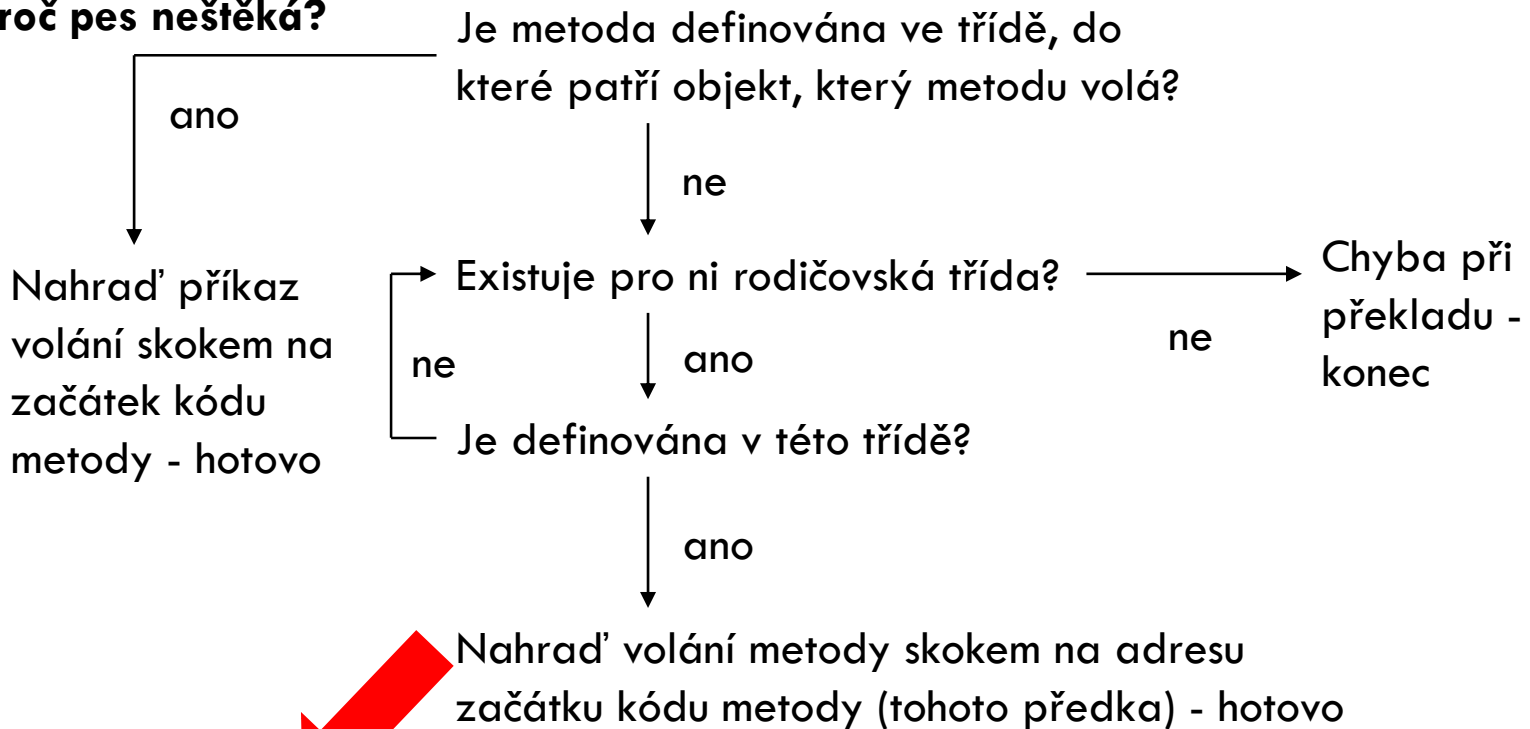 roč pes neštěká?
Je metoda definována ve třídě, do
které patří objekt, který metodu volá?
ano
ne
Nahraď příkaz
volání skokem na
začátek kódu
metody - hotovo
Existuje pro ni rodičovská třída?
Chyba při
překladu -
konec
ne
ano
ne
Je definována v této třídě?
ano
Nahraď volání metody skokem na adresu
začátku kódu metody (tohoto předka) - hotovo